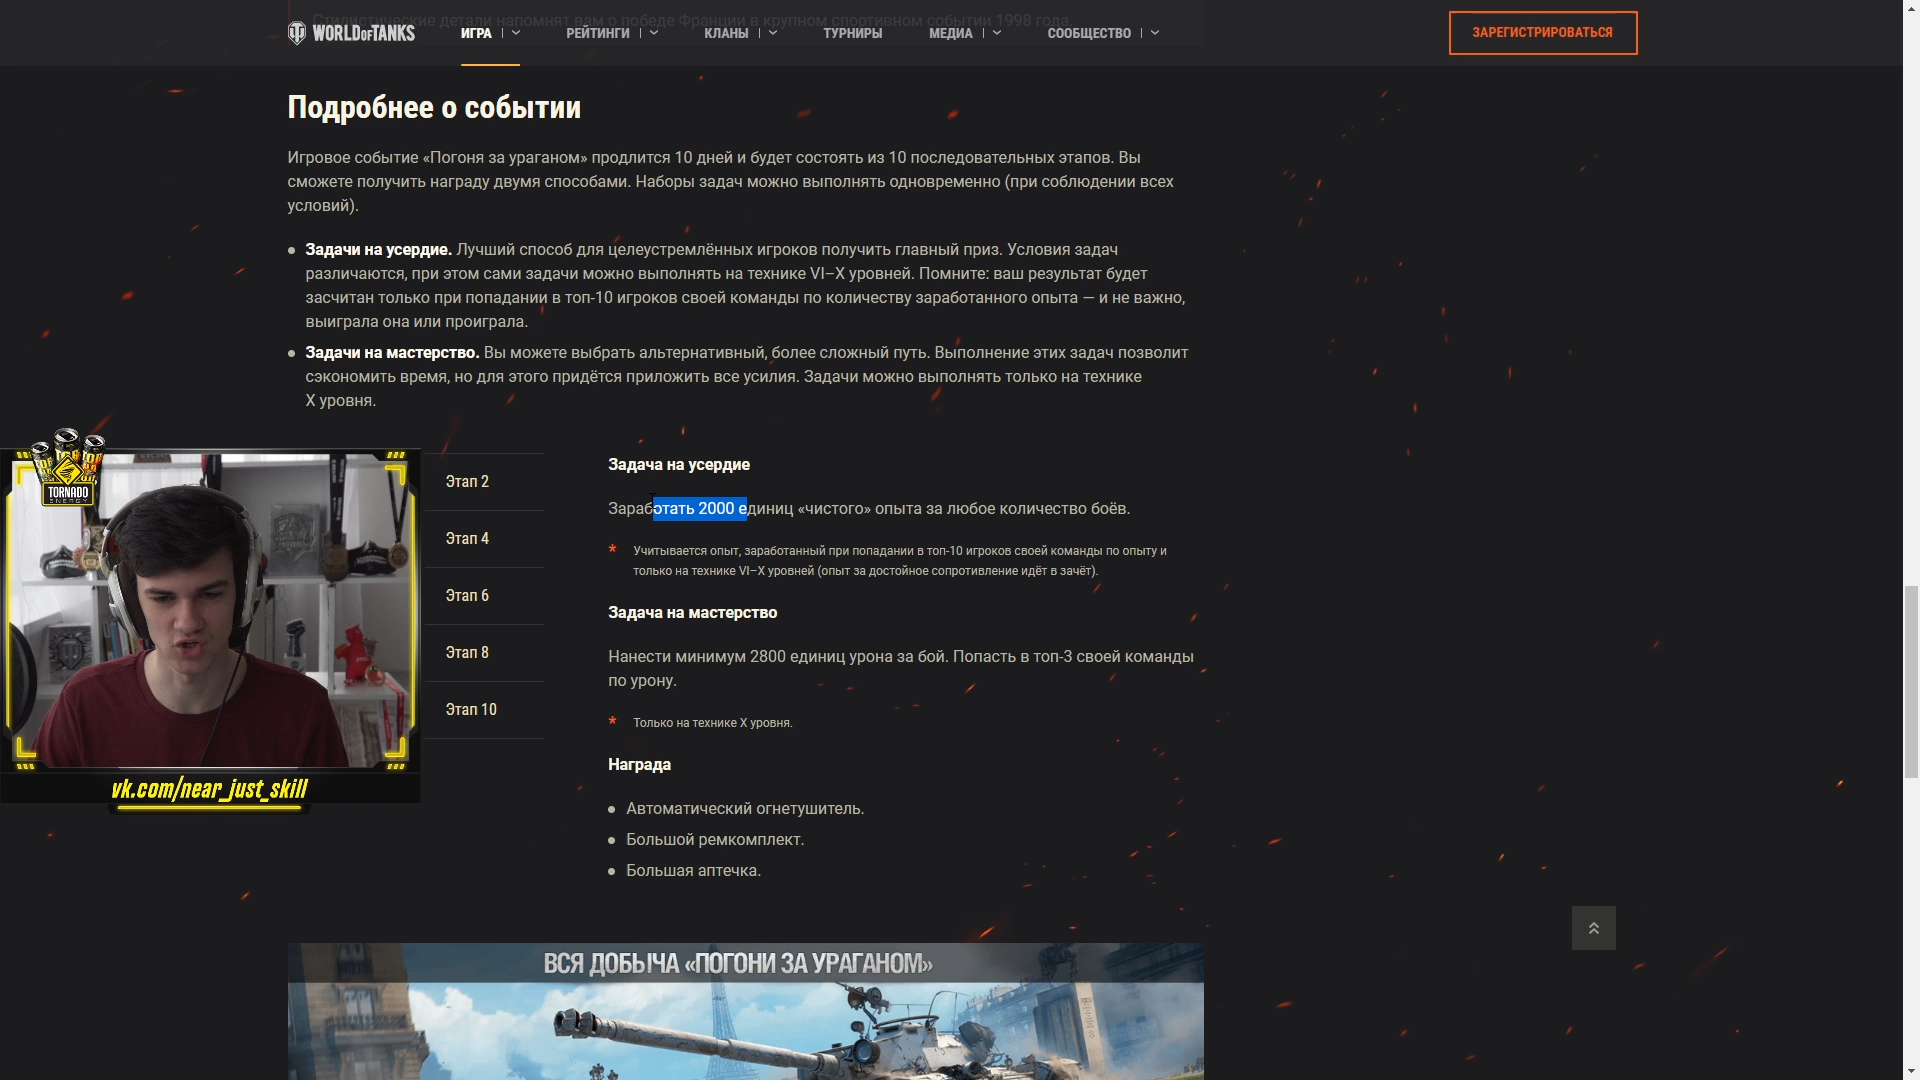 Стилистические детали напомнят вам о победе Франции в крупном спортивном событии 1998 года.
WORLD OF TANKS
ИГРА
РЕЙТИНГИ
КЛАНЫ
ТУРНИРЫ
МЕДИА
СООБЩЕСТВО
ЗАРЕГИСТРИРОВАТЬСЯ
Подробнее о событии
Игровое событие «Погоня за ураганом» продлится 10 дней и будет состоять из 10 последовательных этапов. Вы
сможете получить награду двумя способами. Наборы задач можно выполнять одновременно (при соблюдении всех
условий).
Задачи на усердие. Лучший способ для целеустремлённых игроков получить главный приз. Условия задач
различаются, при этом сами задачи можно выполнять на технике VI–X уровней. Помните: ваш результат будет
засчитан только при попадании в топ-10 игроков своей команды по количеству заработанного опыта — и не важно,
выиграла она или проиграла.
Задачи на мастерство. Вы можете выбрать альтернативный, более сложный путь. Выполнение этих задач позволит
сэкономить время, но для этого придётся приложить все усилия. Задачи можно выполнять только на технике
X уровня.
Этап 2
Этап 4
Этап 6
Этап 8
Этап 10
Задача на усердие
Заработать 2000 единиц «чистого» опыта за любое количество боёв.
* Учитывается опыт, заработанный при попадании в топ-10 игроков своей команды по опыту и
только на технике VI–X уровней (опыт за достойное сопротивление идёт в зачёт).
Задача на мастерство
Нанести минимум 2800 единиц урона за бой. Попасть в топ-3 своей команды
по урону.
* Только на технике X уровня.
Награда
Автоматический огнетушитель.
Большой ремкомплект.
Большая аптечка.
TORNADO
ENERGY
vk.com/near_just_skill
ВСЯ ДОБЫЧА «ПОГОНИ ЗА УРАГАНОМ»